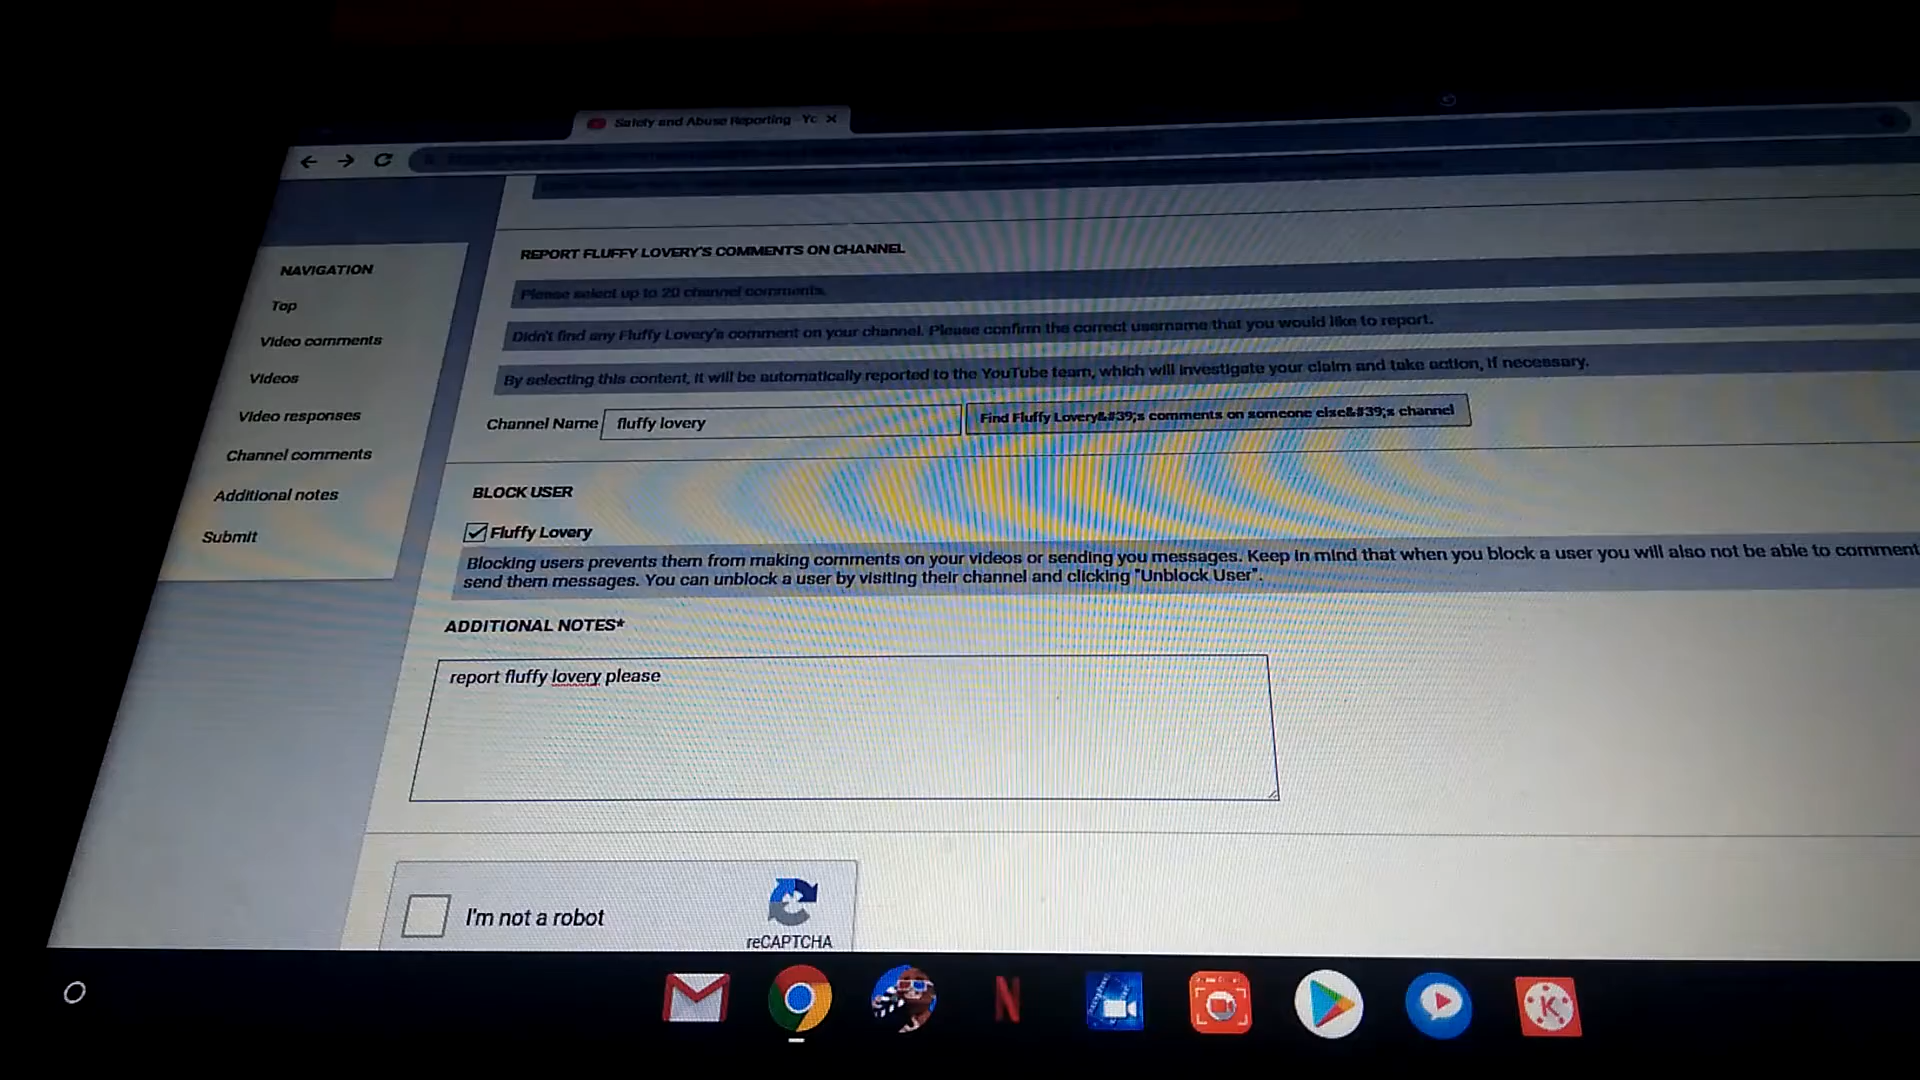 Safety and Abuse Reporting - Yc
REPORT FLUFFY LOVERY'S COMMENTS ON CHANNEL
NAVIGATION
Please select up to 20 channel comments.
Top
Didn't find any Fluffy Lovery's comment on your channel. Please confirm the correct username that you would like to report.
Video comments
By selecting this content, it will be automatically reported to the YouTube team, which will investigate your claim and take action, if necessary.
Videos
Video responses
Channel Name fluffy lovery Find Fluffy Lovery&#39;s comments on someone else&#39;s channel
Channel comments
Additional notes
BLOCK USER
Submit
Fluffy Lovery
Blocking users prevents them from making comments on your videos or sending you messages. Keep in mind that when you block a user you will also not be able to comment
send them messages. You can unblock a user by visiting their channel and clicking "Unblock User".
ADDITIONAL NOTES*
report fluffy lovery please
I'm not a robot
reCAPTCHA
N
K